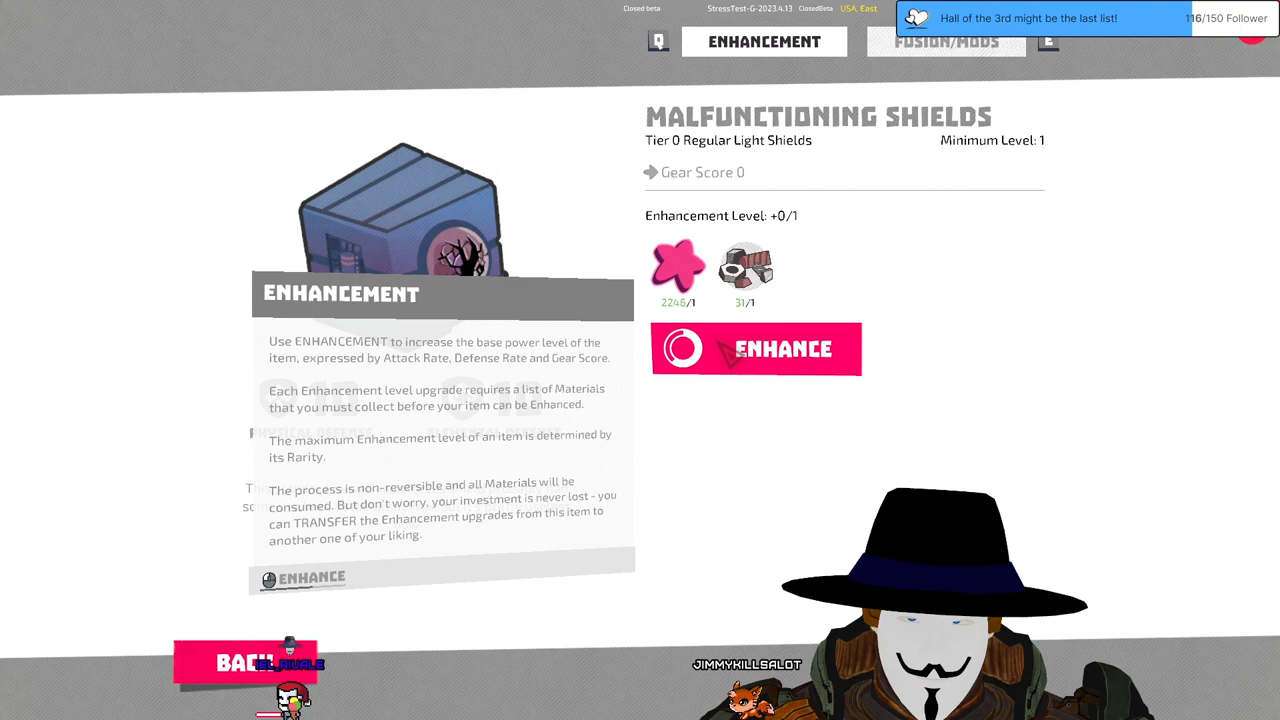 Closed beta
StressTest-G-2023.4.13
ClosedBeta
USA, East
Hall of the 3rd might be the last list!
116/150 Follower
Q
ENHANCEMENT
FUSION/MODS
E
MALFUNCTIONING SHIELDS
Tier 0 Regular Light Shields
Minimum Level: 1
Gear Score 0
Enhancement Level: +0/1
2246/1
31/1
ENHANCE
ENHANCEMENT
Use ENHANCEMENT to increase the base power level of the
item, expressed by Attack Rate, Defense Rate and Gear Score.
Each Enhancement level upgrade requires a list of Materials
that you must collect before your item can be Enhanced.
PHYSICAL DEFENSE
ELEMENTAL DEFENSE
The maximum Enhancement level of an item is determined by
its Rarity.
The process is non-reversible and all Materials will be
consumed. But don't worry, your investment is never lost - you
can TRANSFER the Enhancement upgrades from this item to
another one of your liking.
ENHANCE
BACK
JIMMYKILLSALOT